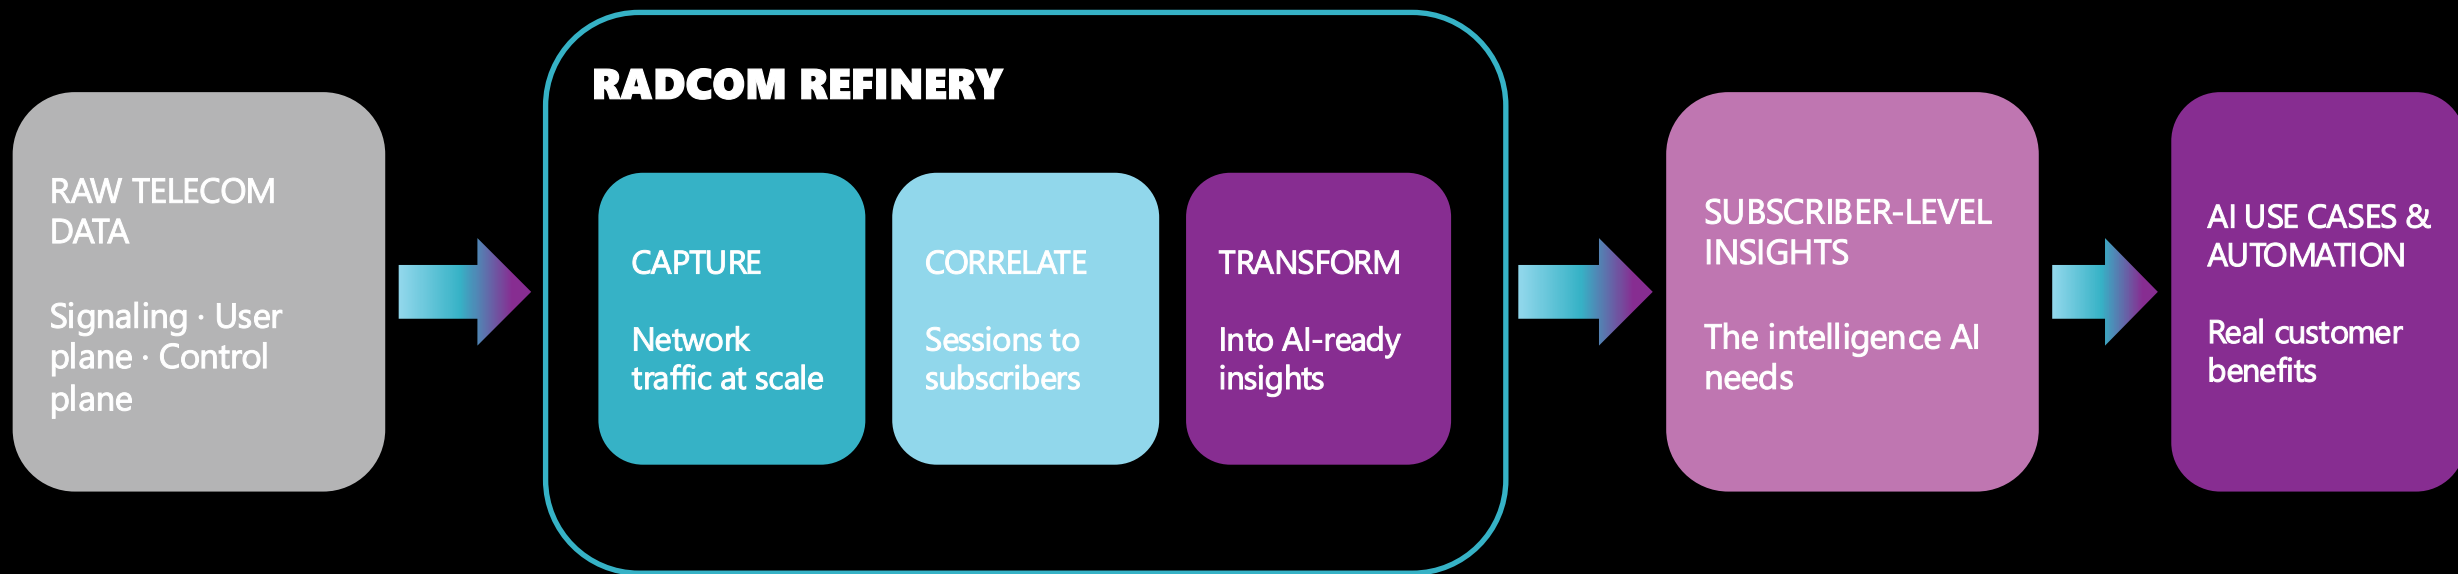 RADCOM REFINERY
RAW TELECOM
DATA
Signaling · User
plane · Control
plane
CAPTURE
Network
traffic at scale
CORRELATE
Sessions to
subscribers
TRANSFORM
Into AI-ready
insights
SUBSCRIBER-LEVEL
INSIGHTS
The intelligence AI
needs
AI USE CASES &
AUTOMATION
Real customer
benefits